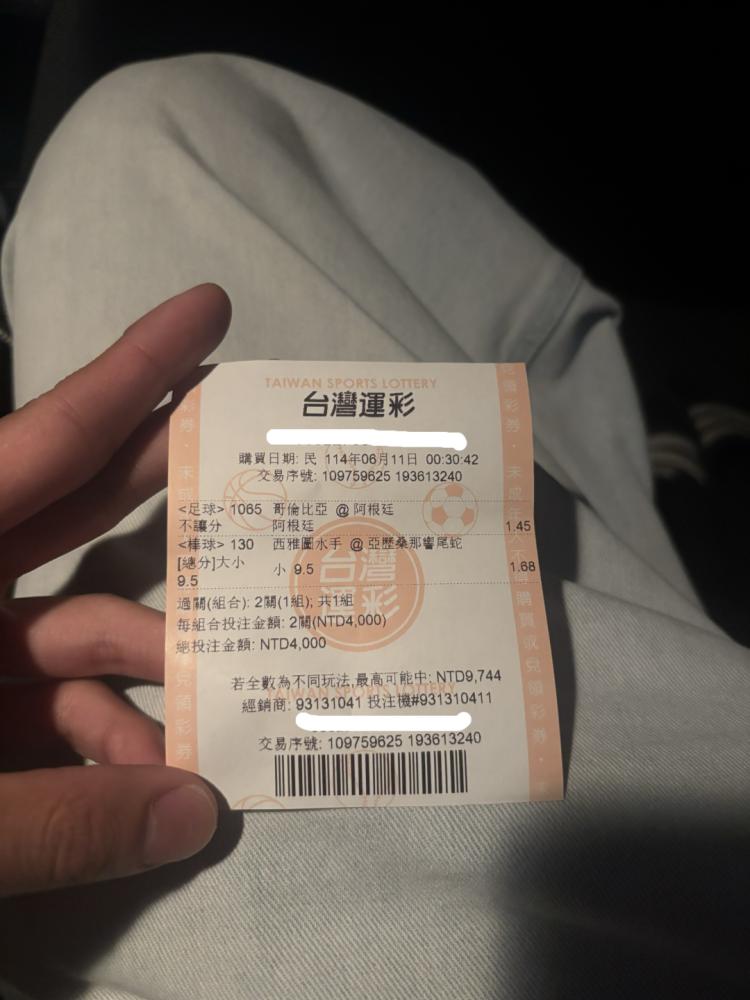 TAIWAN SPORTS LOTTERY
台灣運彩
購買日期: 民 114年06月11日 00:30:42
交易序號: 109759625 193613240
<足球> 1065 哥倫比亞 @ 阿根廷
不讓分 阿根廷 1.45
<棒球> 130 西雅圖水手 @ 亞歷桑那響尾蛇
[總分]大小 小 9.5 1.68
9.5
過關(組合): 2關(1組); 共1組
每組合投注金額: 2關(NTD4,000)
總投注金額: NTD4,000
若全數為不同玩法,最高可能中: NTD9,744
經銷商: 93131041 投注機#931310411
交易序號: 109759625 193613240
台灣運彩
TAIWAN SPORTS LOTTERY